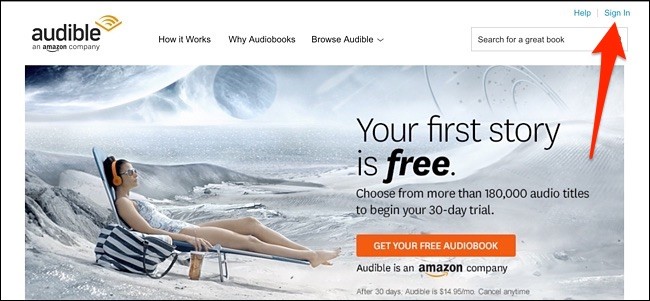 Help Sign In
audible
an amazon company
How it Works Why Audiobooks Browse Audible
Search for a great book
Your first story
is free.
Choose from more than 180,000 audio titles
to begin your 30-day trial.
GET YOUR FREE AUDIOBOOK
Audible is an amazon company
After 30 days, Audible is $14.95/mo. Cancel anytime